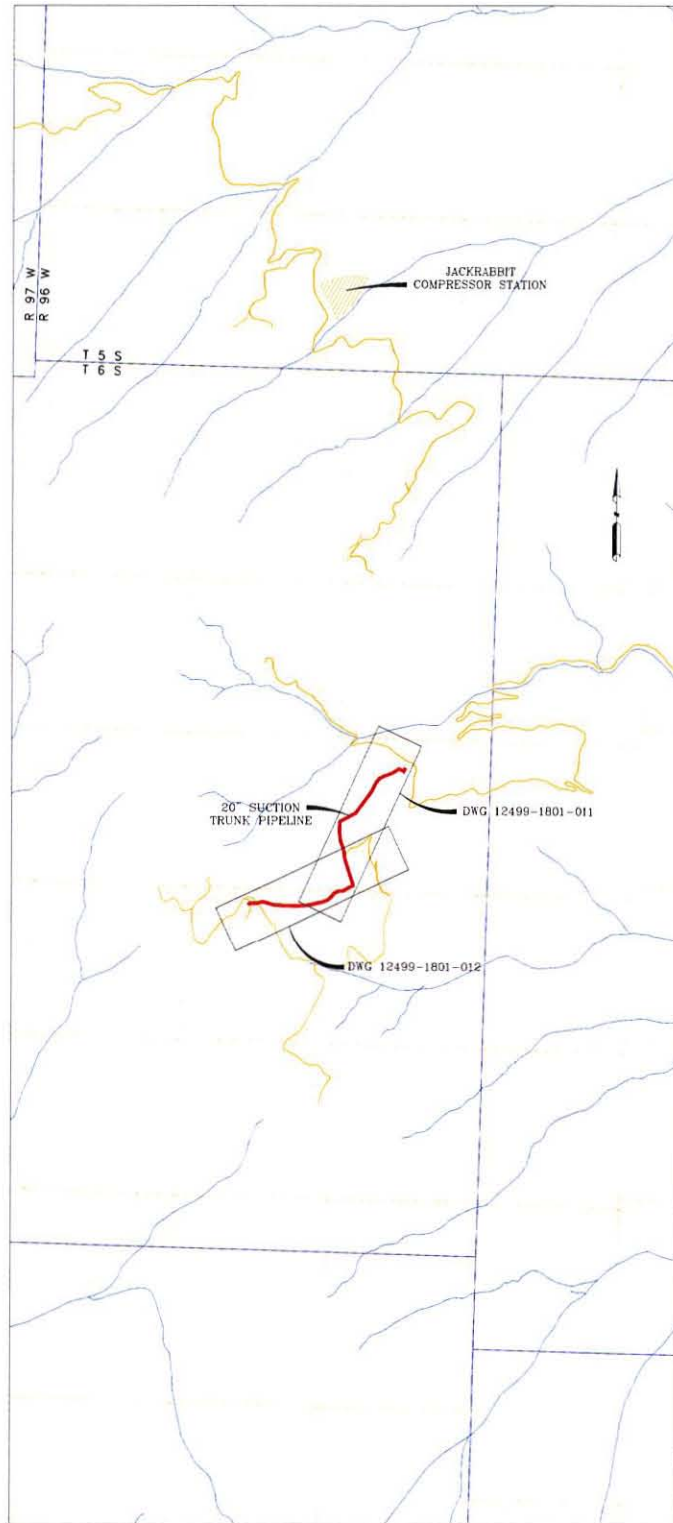 JACKRABBIT
COMPRESSOR STATION
R 97 W
R 96 W
T 5 S
T 6 S
20" SUCTION
TRUNK PIPELINE
DWG 12499-1801-011
DWG 12499-1801-012